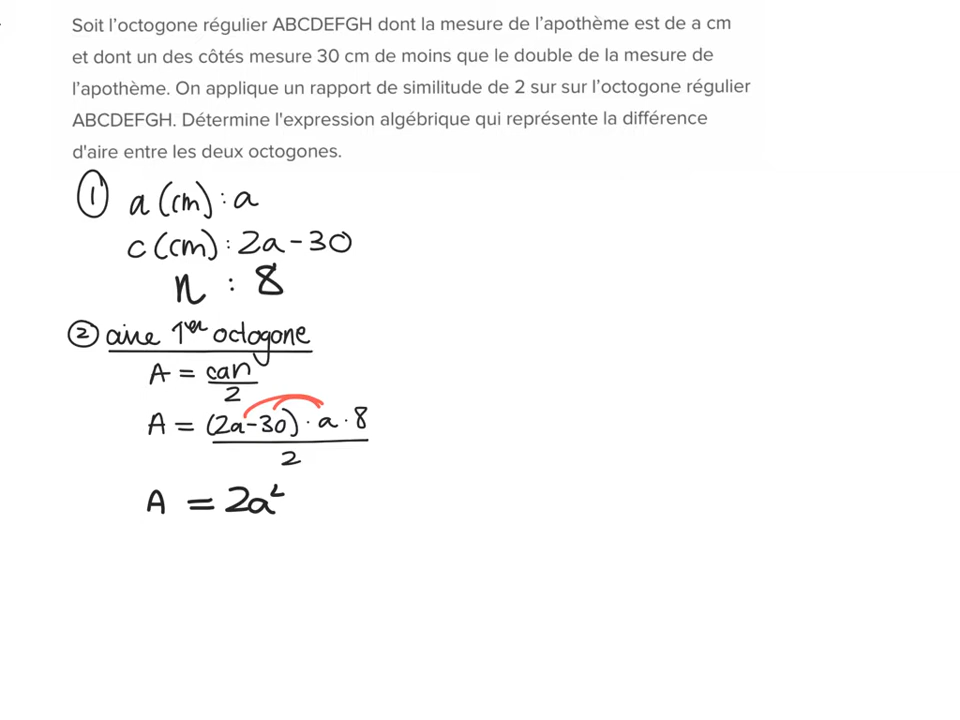 Soit l’octogone régulier ABCDEFGH dont la mesure de l’apothème est de a cm
et dont un des côtés mesure 30 cm de moins que le double de la mesure de
l’apothème. On applique un rapport de similitude de 2 sur sur l’octogone régulier
ABCDEFGH. Détermine l'expression algébrique qui représente la différence
d'aire entre les deux octogones.
① a (cm) : a
c (cm) : 2a - 30
n : 8
② aire 1er octogone
A = can
2
A = (2a-30) · a · 8
2
A = 2a²